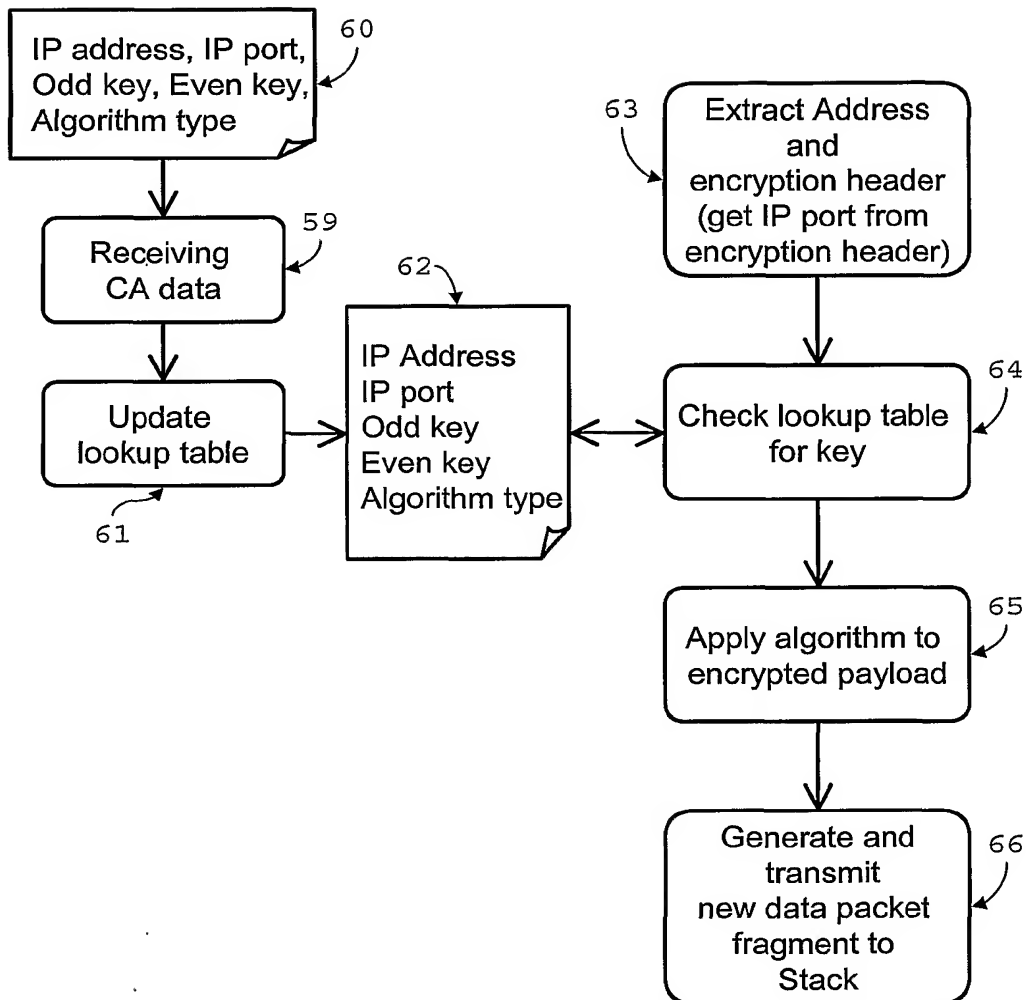 60
IP address, IP port,
Odd key, Even key,
Algorithm type
59
Receiving
CA data
Update
lookup table
61
62
IP Address
IP port
Odd key
Even key
Algorithm type
63
Extract Address
and
encryption header
(get IP port from
encryption header)
64
Check lookup table
for key
65
Apply algorithm to
encrypted payload
66
Generate and
transmit
new data packet
fragment to
Stack